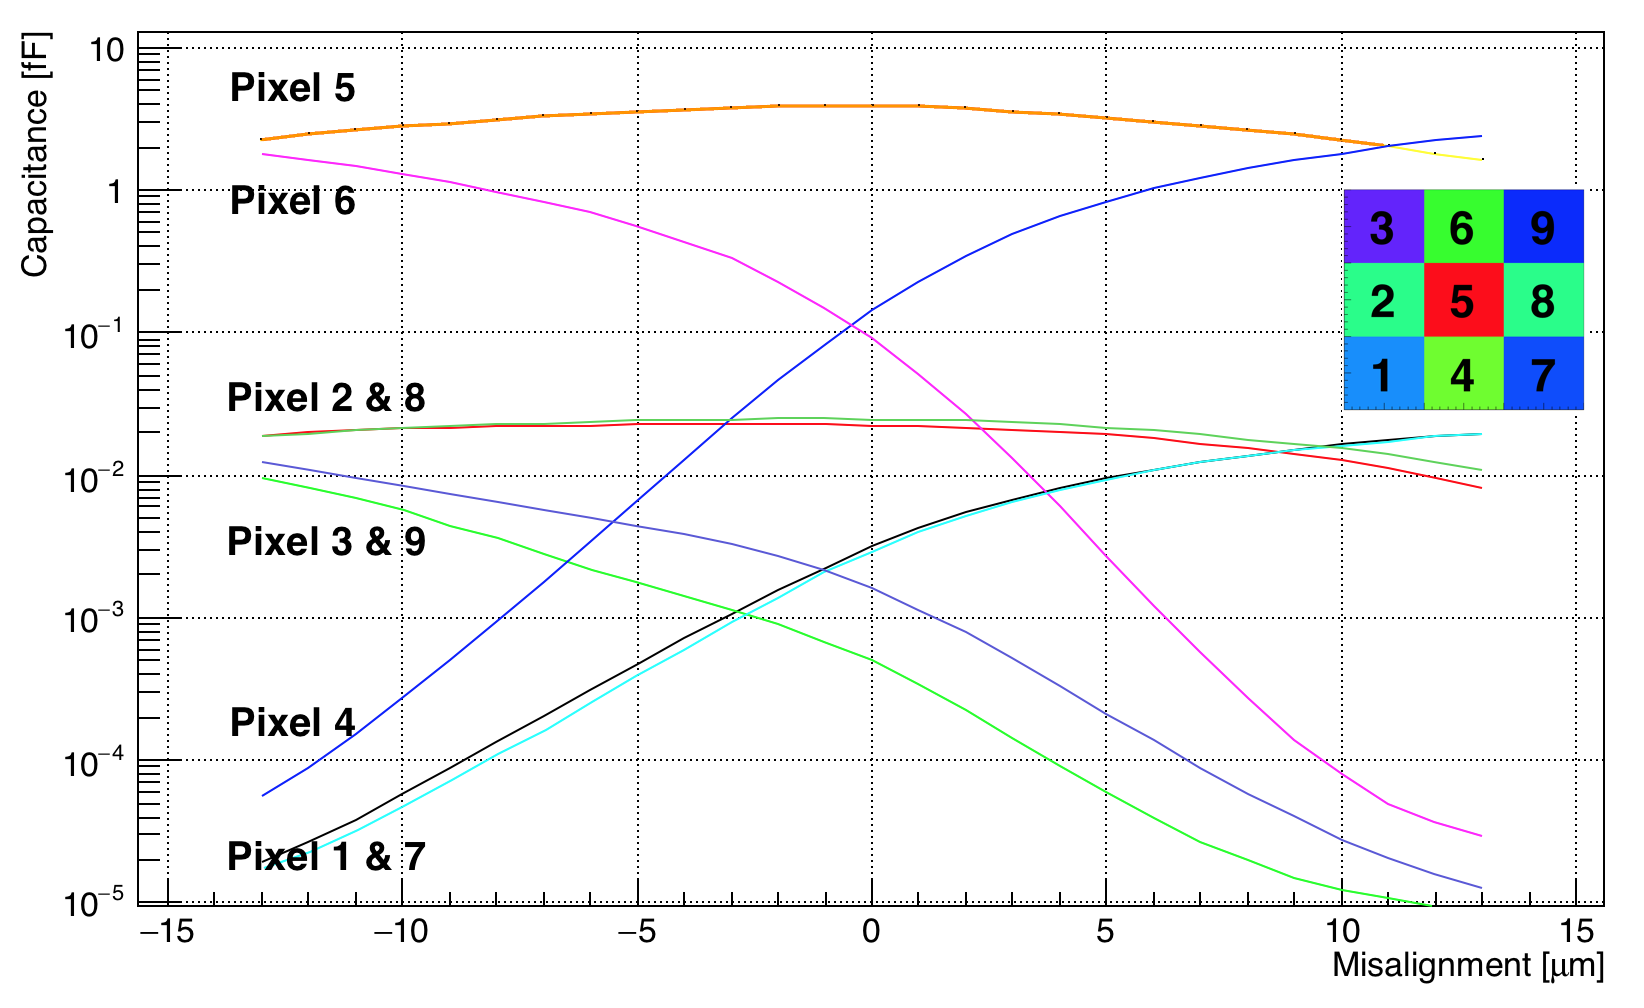 Capacitance [fF]
10
1
10−1
10−2
10−3
10−4
10−5
Pixel 5
Pixel 6
Pixel 2 & 8
Pixel 3 & 9
Pixel 4
Pixel 1 & 7
3 6 9
2 5 8
1 4 7
−15 −10 −5 0 5 10 15
Misalignment [μm]